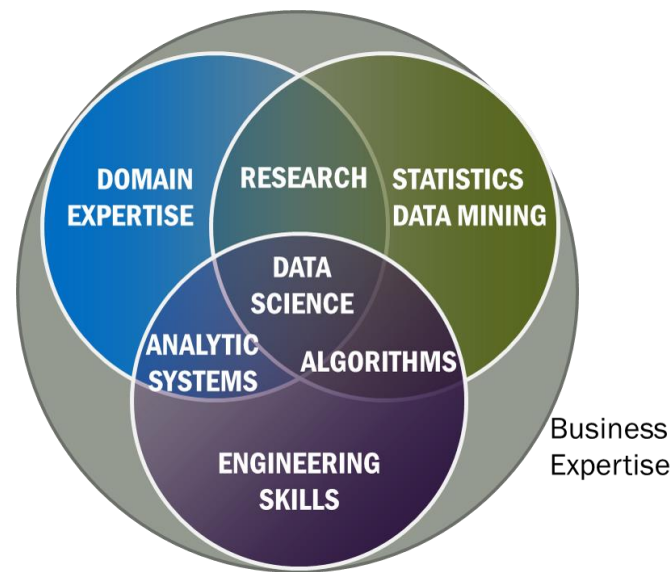 DOMAIN
EXPERTISE
RESEARCH
STATISTICS
DATA MINING
DATA
SCIENCE
ANALYTIC
SYSTEMS
ALGORITHMS
ENGINEERING
SKILLS
Business
Expertise